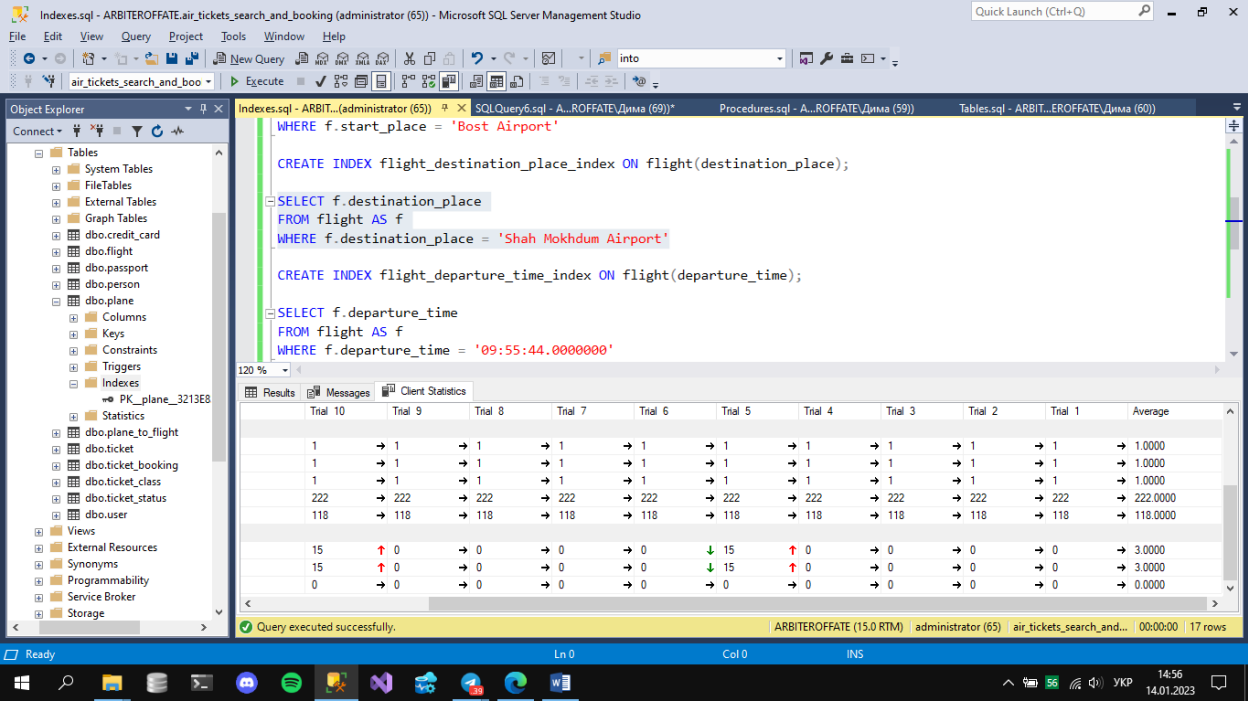 Indexes.sql - ARBITEROFFATE.air_tickets_search_and_booking (administrator (65)) - Microsoft SQL Server Management Studio
Quick Launch (Ctrl+Q)
File Edit View Query Project Tools Window Help
New Query
into
air_tickets_search_and_boo
Execute
Object Explorer
Connect
Tables
System Tables
FileTables
External Tables
Graph Tables
dbo.credit_card
dbo.flight
dbo.passport
dbo.person
dbo.plane
Columns
Keys
Constraints
Triggers
Indexes
PK__plane__3213E8
Statistics
dbo.plane_to_flight
dbo.ticket
dbo.ticket_booking
dbo.ticket_class
dbo.ticket_status
dbo.user
Views
External Resources
Synonyms
Programmability
Service Broker
Storage
Indexes.sql - ARBIT...(administrator (65)) SQLQuery6.sql - A...ROFFATE\Дима (69))* Procedures.sql - A...ROFFATE\Дима (59)) Tables.sql - ARBIT...EROFFATE\Дима (60))
WHERE f.start_place = 'Bost Airport'
CREATE INDEX flight_destination_place_index ON flight(destination_place);
SELECT f.destination_place
FROM flight AS f
WHERE f.destination_place = 'Shah Mokhdum Airport'
CREATE INDEX flight_departure_time_index ON flight(departure_time);
SELECT f.departure_time
FROM flight AS f
WHERE f.departure_time = '09:55:44.0000000'
120 %
Results Messages Client Statistics
Trial 10 Trial 9 Trial 8 Trial 7 Trial 6 Trial 5 Trial 4 Trial 3 Trial 2 Trial 1 Average
1 → 1 → 1 → 1 → 1 → 1 → 1 → 1 → 1 → 1 → 1.0000
1 → 1 → 1 → 1 → 1 → 1 → 1 → 1 → 1 → 1 → 1.0000
1 → 1 → 1 → 1 → 1 → 1 → 1 → 1 → 1 → 1 → 1.0000
222 → 222 → 222 → 222 → 222 → 222 → 222 → 222 → 222 → 222 → 222.0000
118 → 118 → 118 → 118 → 118 → 118 → 118 → 118 → 118 → 118 → 118.0000
15 ↑ 0 → 0 → 0 → 0 ↓ 15 ↑ 0 → 0 → 0 → 0 → 3.0000
15 ↑ 0 → 0 → 0 → 0 ↓ 15 ↑ 0 → 0 → 0 → 0 → 3.0000
0 → 0 → 0 → 0 → 0 → 0 → 0 → 0 → 0 → 0 → 0.0000
Query executed successfully. ARBITEROFFATE (15.0 RTM) administrator (65) air_tickets_search_and... 00:00:00 17 rows
Ready Ln 0 Col 0 INS
39
56
УКР
14:56
14.01.2023